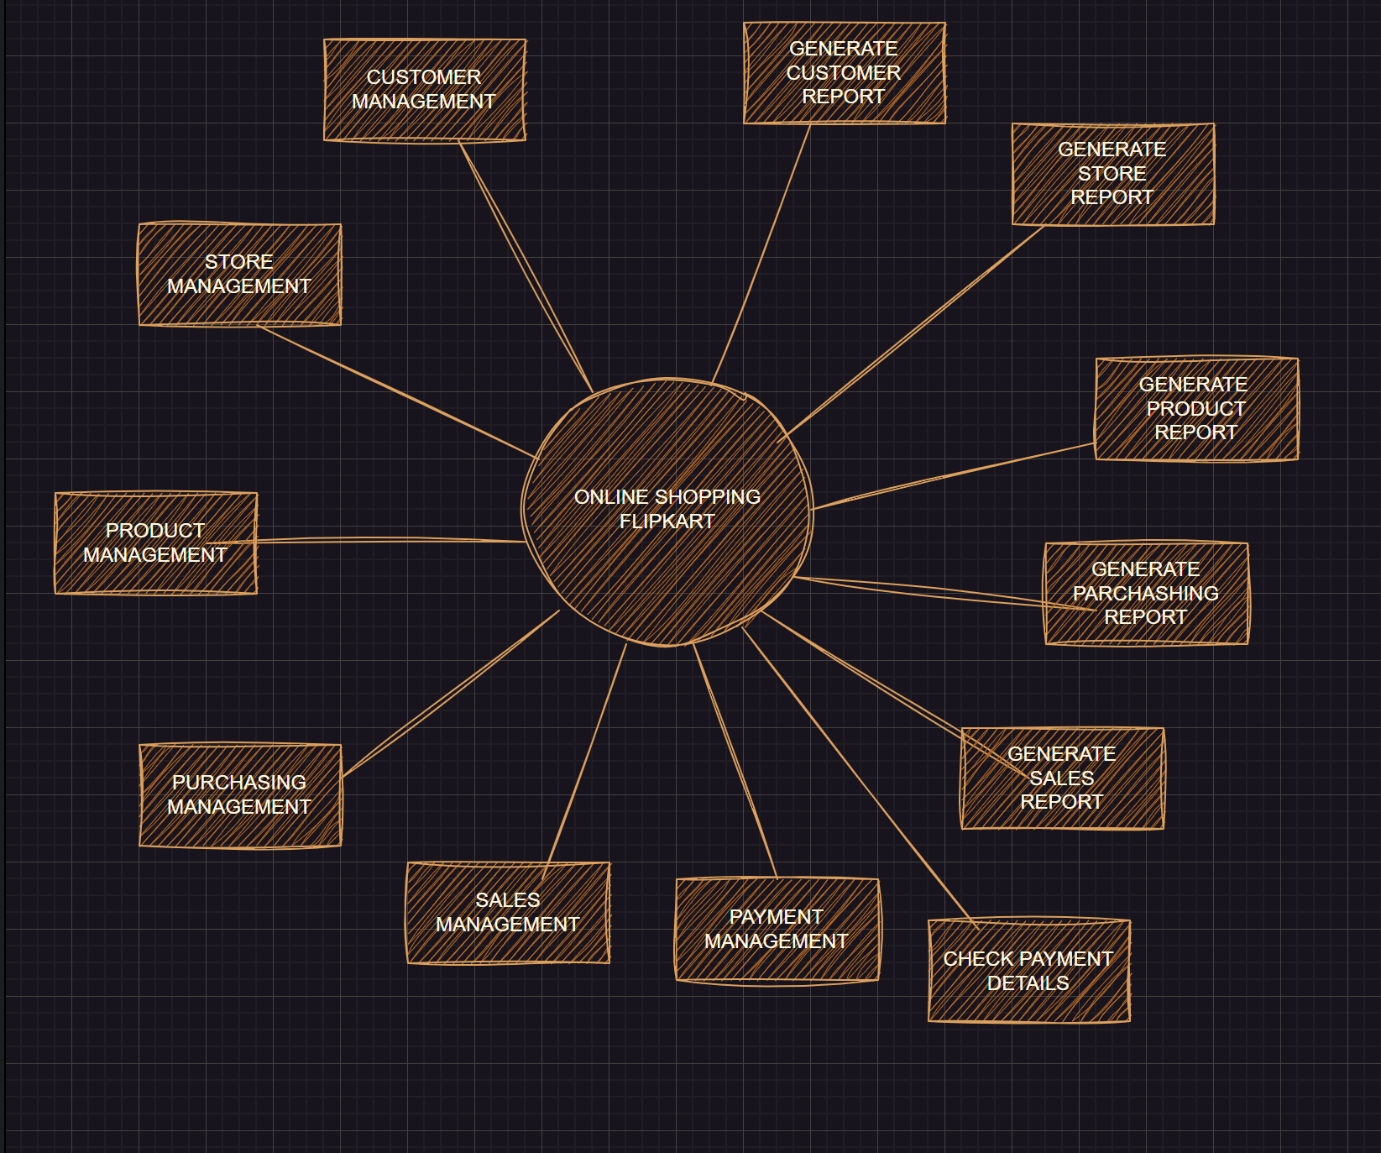 CUSTOMER
MANAGEMENT
GENERATE
CUSTOMER
REPORT
GENERATE
STORE
REPORT
STORE
MANAGEMENT
GENERATE
PRODUCT
REPORT
ONLINE SHOPPING
FLIPKART
PRODUCT
MANAGEMENT
GENERATE
PARCHASHING
REPORT
PURCHASING
MANAGEMENT
GENERATE
SALES
REPORT
SALES
MANAGEMENT
PAYMENT
MANAGEMENT
CHECK PAYMENT
DETAILS